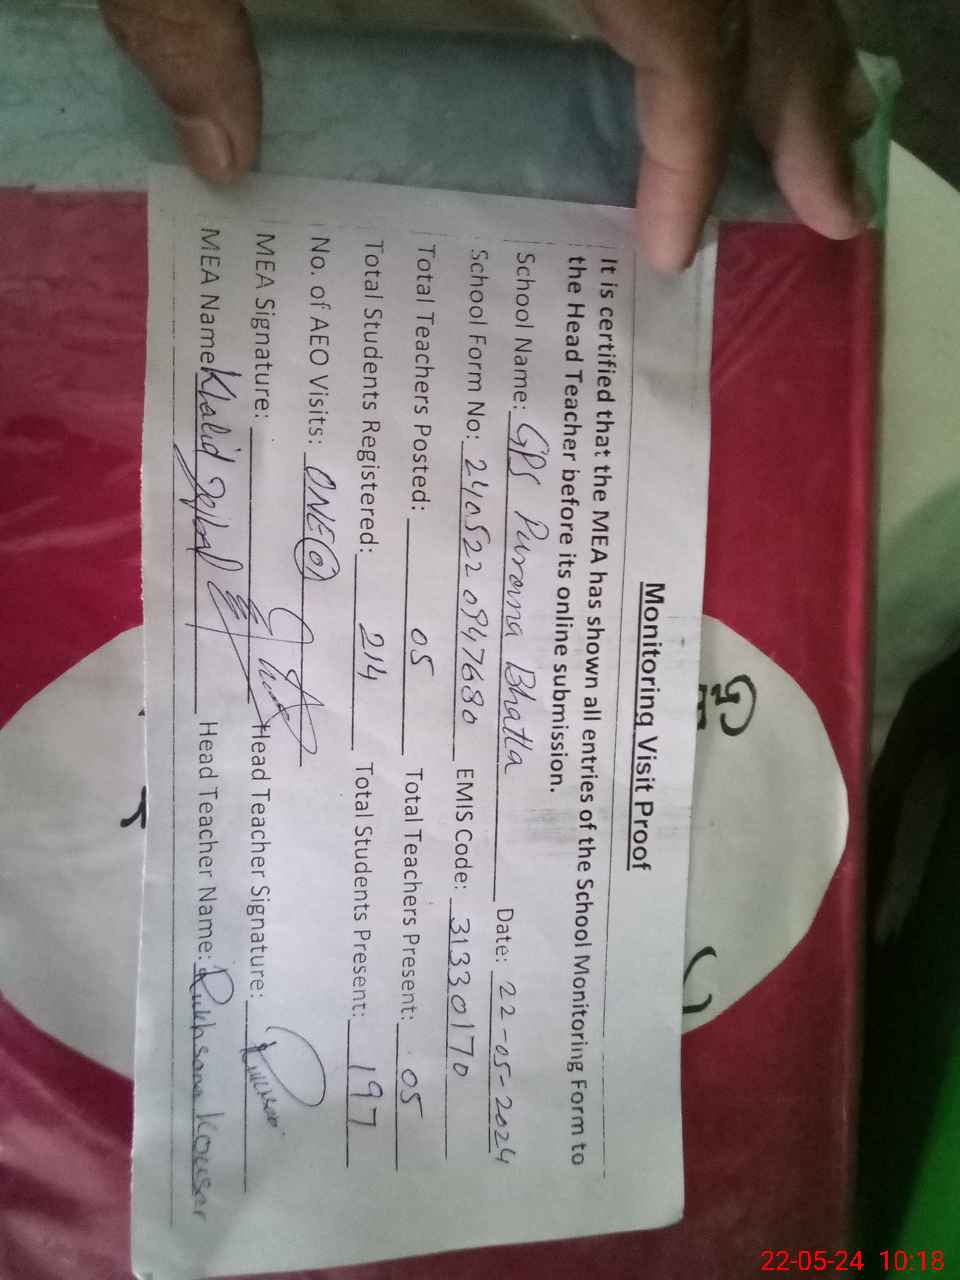 Monitoring Visit Proof
It is certified that the MEA has shown all entries of the School Monitoring Form to
the Head Teacher before its online submission.
School Name: GPS Purana Bhatla Date: 22-05-2024
School Form No: 240522 0947680 EMIS Code: 31330170
Total Teachers Posted: 05 Total Teachers Present: 05
Total Students Registered: 214 Total Students Present: 197
No. of AEO Visits: ONE
MEA Signature: Head Teacher Signature:
MEA Name Khalid Iqbal Head Teacher Name: Rukhsana Kouser
22-05-24 10:18